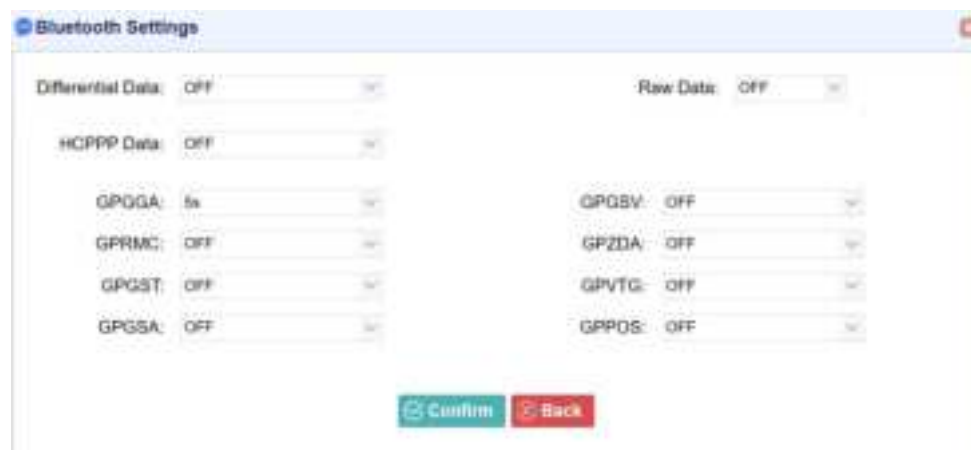 Bluetooth Settings
Differential Data: OFF Raw Data: OFF
HCPPP Data: OFF
GPGGA: 5s GPGSV: OFF
GPRMC: OFF GPZDA: OFF
GPGST: OFF GPVTG: OFF
GPGSA: OFF GPPOS: OFF
Confirm Back